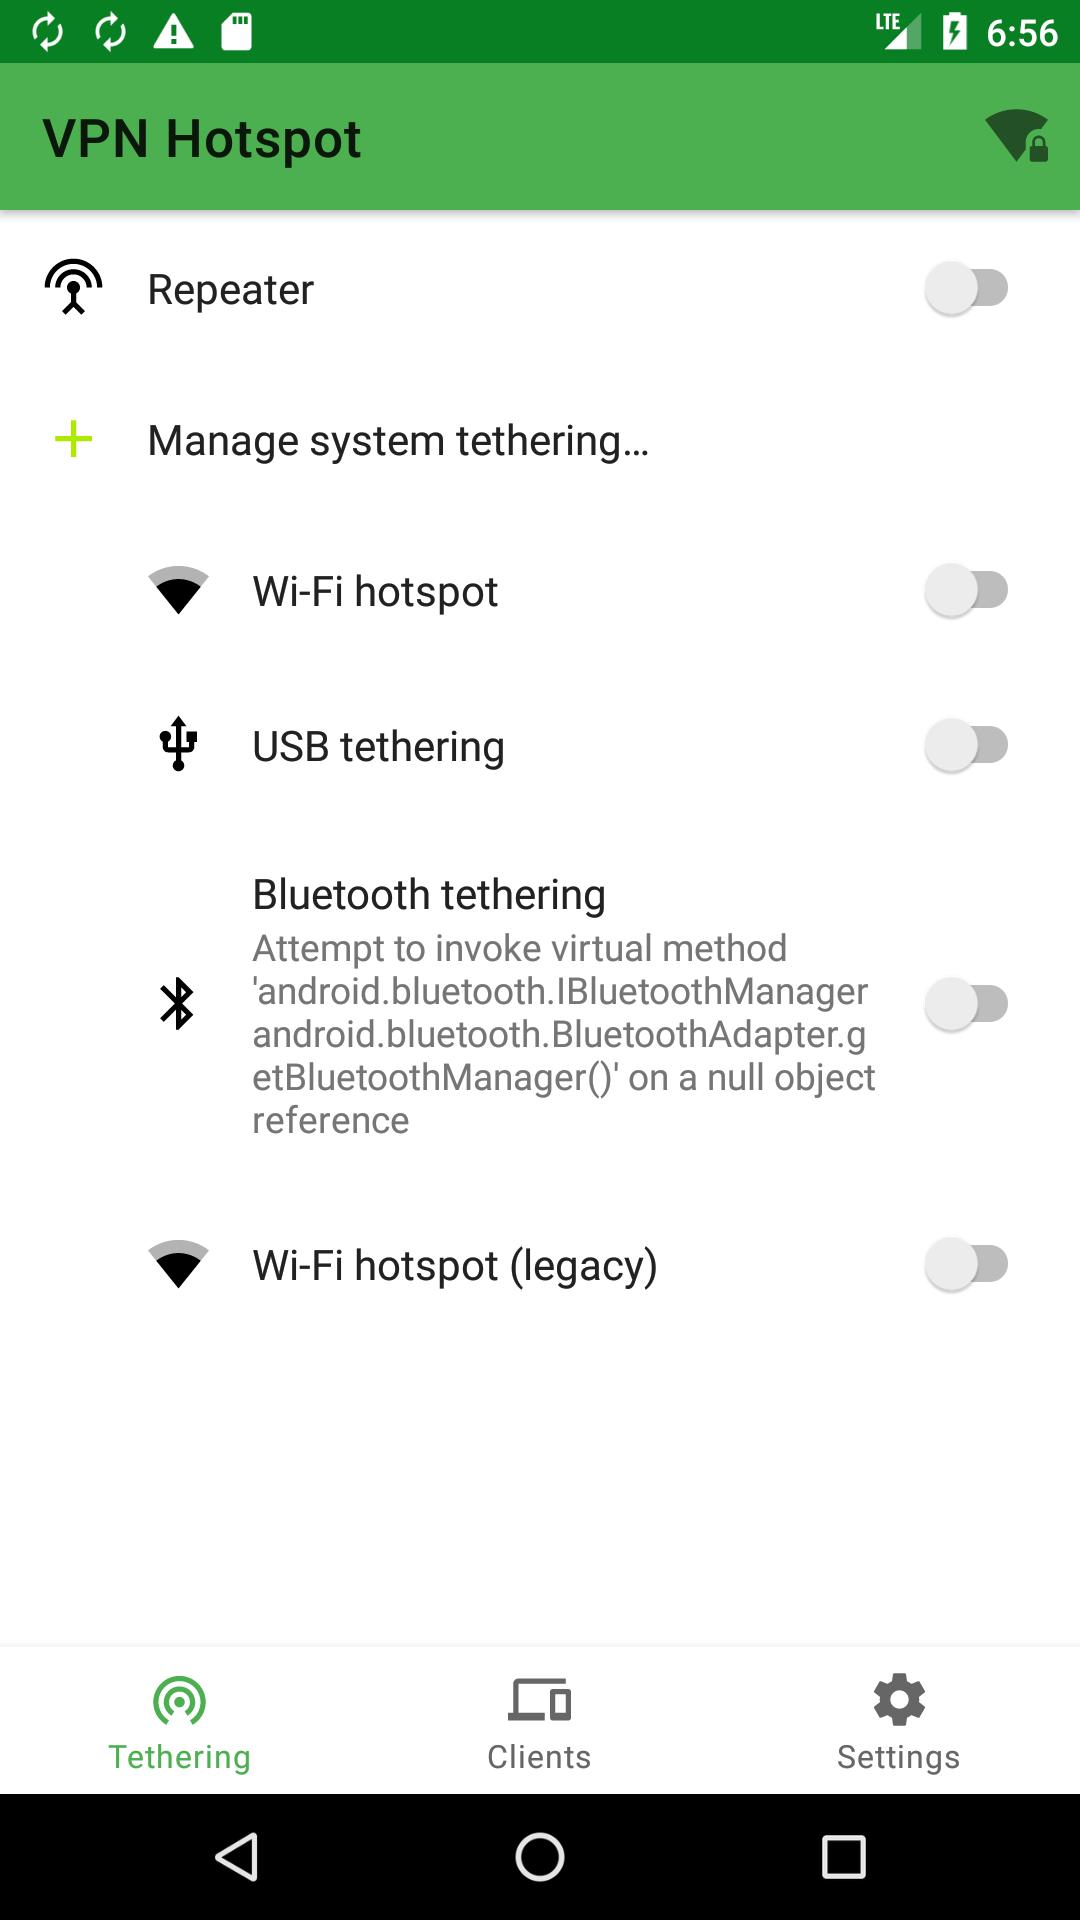 LTE 6:56
VPN Hotspot
Repeater
Manage system tethering…
Wi-Fi hotspot
USB tethering
Bluetooth tethering
Attempt to invoke virtual method
'android.bluetooth.IBluetoothManager
android.bluetooth.BluetoothAdapter.g
etBluetoothManager()' on a null object
reference
Wi-Fi hotspot (legacy)
Tethering Clients Settings